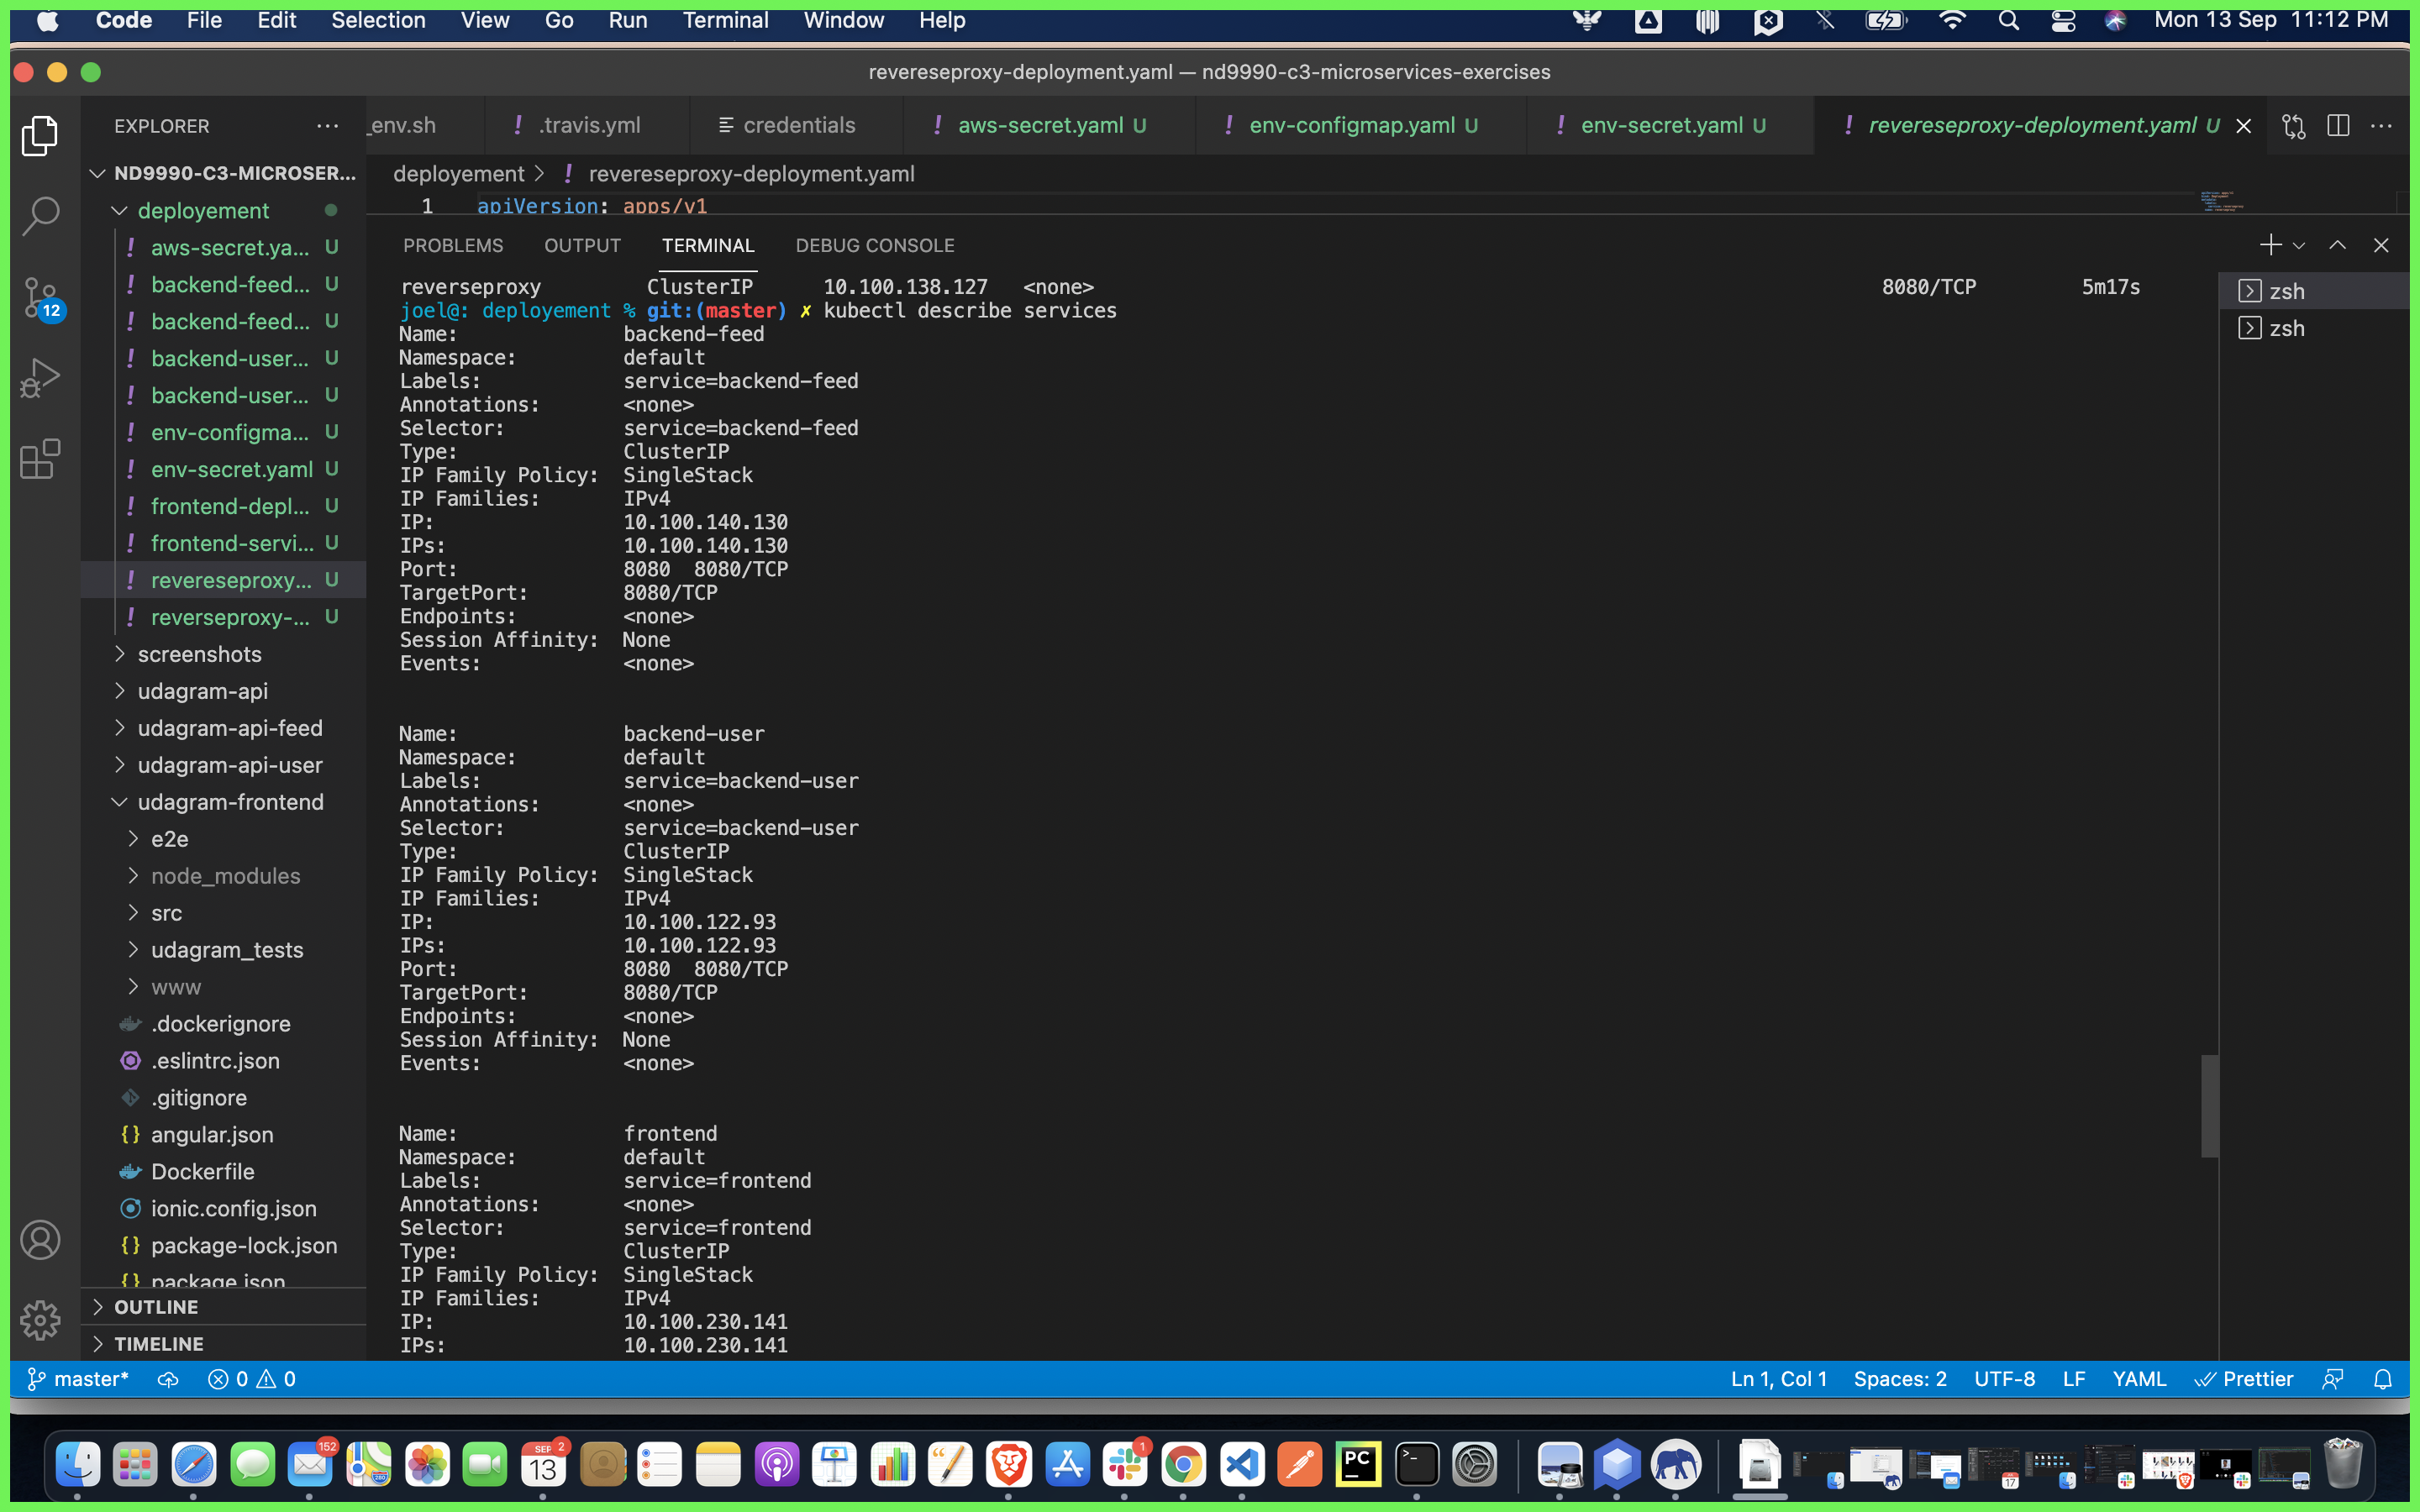 Code File Edit Selection View Go Run Terminal Window Help Mon 13 Sep 11:12 PM
revereseproxy-deployment.yaml — nd9990-c3-microservices-exercises
EXPLORER ···
_env.sh ! .travis.yml credentials ! aws-secret.yaml U ! env-configmap.yaml U ! env-secret.yaml U ! revereseproxy-deployment.yaml U
deployement > ! revereseproxy-deployment.yaml
1 apiVersion: apps/v1
ND9990-C3-MICROSER...
deployement
! aws-secret.ya... U
! backend-feed... U
! backend-feed... U
! backend-user... U
! backend-user... U
! env-configma... U
! env-secret.yaml U
! frontend-depl... U
! frontend-servi... U
! revereseproxy... U
! reverseproxy-... U
screenshots
udagram-api
udagram-api-feed
udagram-api-user
udagram-frontend
e2e
node_modules
src
udagram_tests
www
.dockerignore
.eslintrc.json
.gitignore
{} angular.json
Dockerfile
ionic.config.json
{} package-lock.json
{} package.json
OUTLINE
TIMELINE
12
PROBLEMS OUTPUT TERMINAL DEBUG CONSOLE
reverseproxy ClusterIP 10.100.138.127 <none> 8080/TCP 5m17s
joel@: deployement % git:(master) ✗ kubectl describe services
Name: backend-feed
Namespace: default
Labels: service=backend-feed
Annotations: <none>
Selector: service=backend-feed
Type: ClusterIP
IP Family Policy: SingleStack
IP Families: IPv4
IP: 10.100.140.130
IPs: 10.100.140.130
Port: 8080 8080/TCP
TargetPort: 8080/TCP
Endpoints: <none>
Session Affinity: None
Events: <none>
Name: backend-user
Namespace: default
Labels: service=backend-user
Annotations: <none>
Selector: service=backend-user
Type: ClusterIP
IP Family Policy: SingleStack
IP Families: IPv4
IP: 10.100.122.93
IPs: 10.100.122.93
Port: 8080 8080/TCP
TargetPort: 8080/TCP
Endpoints: <none>
Session Affinity: None
Events: <none>
Name: frontend
Namespace: default
Labels: service=frontend
Annotations: <none>
Selector: service=frontend
Type: ClusterIP
IP Family Policy: SingleStack
IP Families: IPv4
IP: 10.100.230.141
IPs: 10.100.230.141
zsh
zsh
master* 0 0 Ln 1, Col 1 Spaces: 2 UTF-8 LF YAML Prettier
152 SEP 2 13 1 PC 17